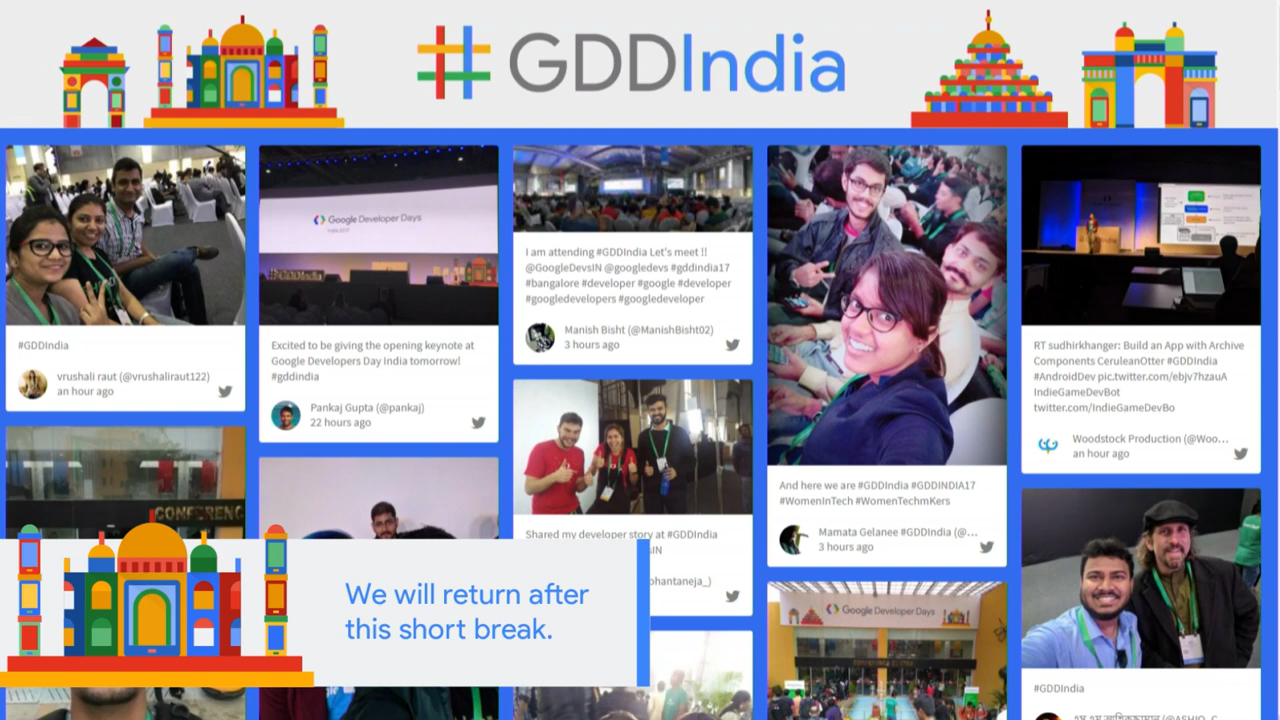 #GDDIndia
#GDDIndia
vrushali raut (@vrushaliraut122)
an hour ago
CONFERENC
Google Developer Days
India 2017
#GDDIndia
Excited to be giving the opening keynote at
Google Developers Day India tomorrow!
#gddindia
Pankaj Gupta (@pankaj)
22 hours ago
I am attending #GDDIndia Let's meet !!
@GoogleDevsIN @googledevs #gddindia17
#bangalore #developer #google #developer
#googledevelopers #googledeveloper
Manish Bisht (@ManishBisht02)
3 hours ago
Shared my developer story at #GDDIndia
And here we are #GDDIndia #GDDINDIA17
#WomenInTech #WomenTechmKers
Mamata Gelanee #GDDIndia (@...
3 hours ago
Google Developer Days
RT sudhirkhanger: Build an App with Archive
Components CeruleanOtter #GDDIndia
#AndroidDev pic.twitter.com/ebjv7hzauA
IndieGameDevBot
twitter.com/IndieGameDevBo
Woodstock Production (@Woo...
an hour ago
#GDDIndia
We will return after
this short break.